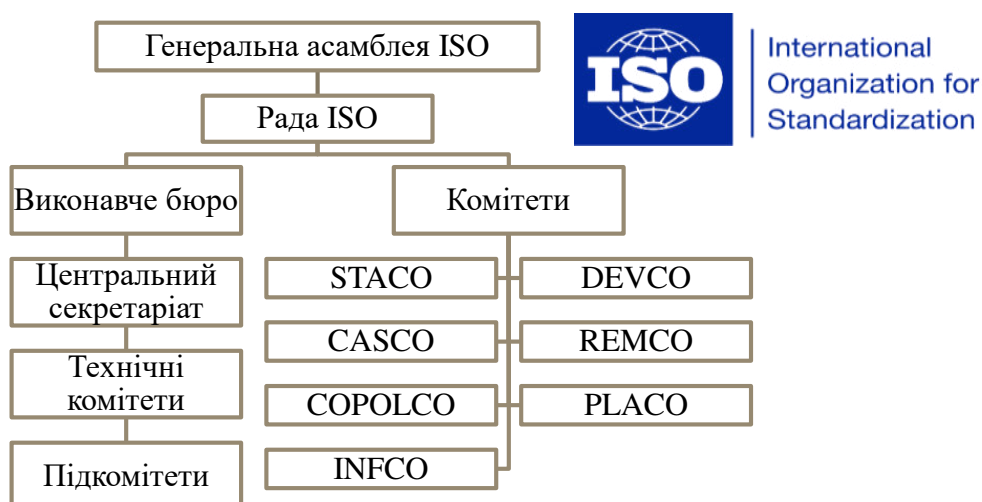 Генеральна асамблея ISO
ISO
International
Organization for
Standardization
Рада ISO
Виконавче бюро
Комітети
Центральний
секретаріат
STACO
DEVCO
CASCO
REMCO
Технічні
комітети
COPOLCO
PLACO
Підкомітети
INFCO